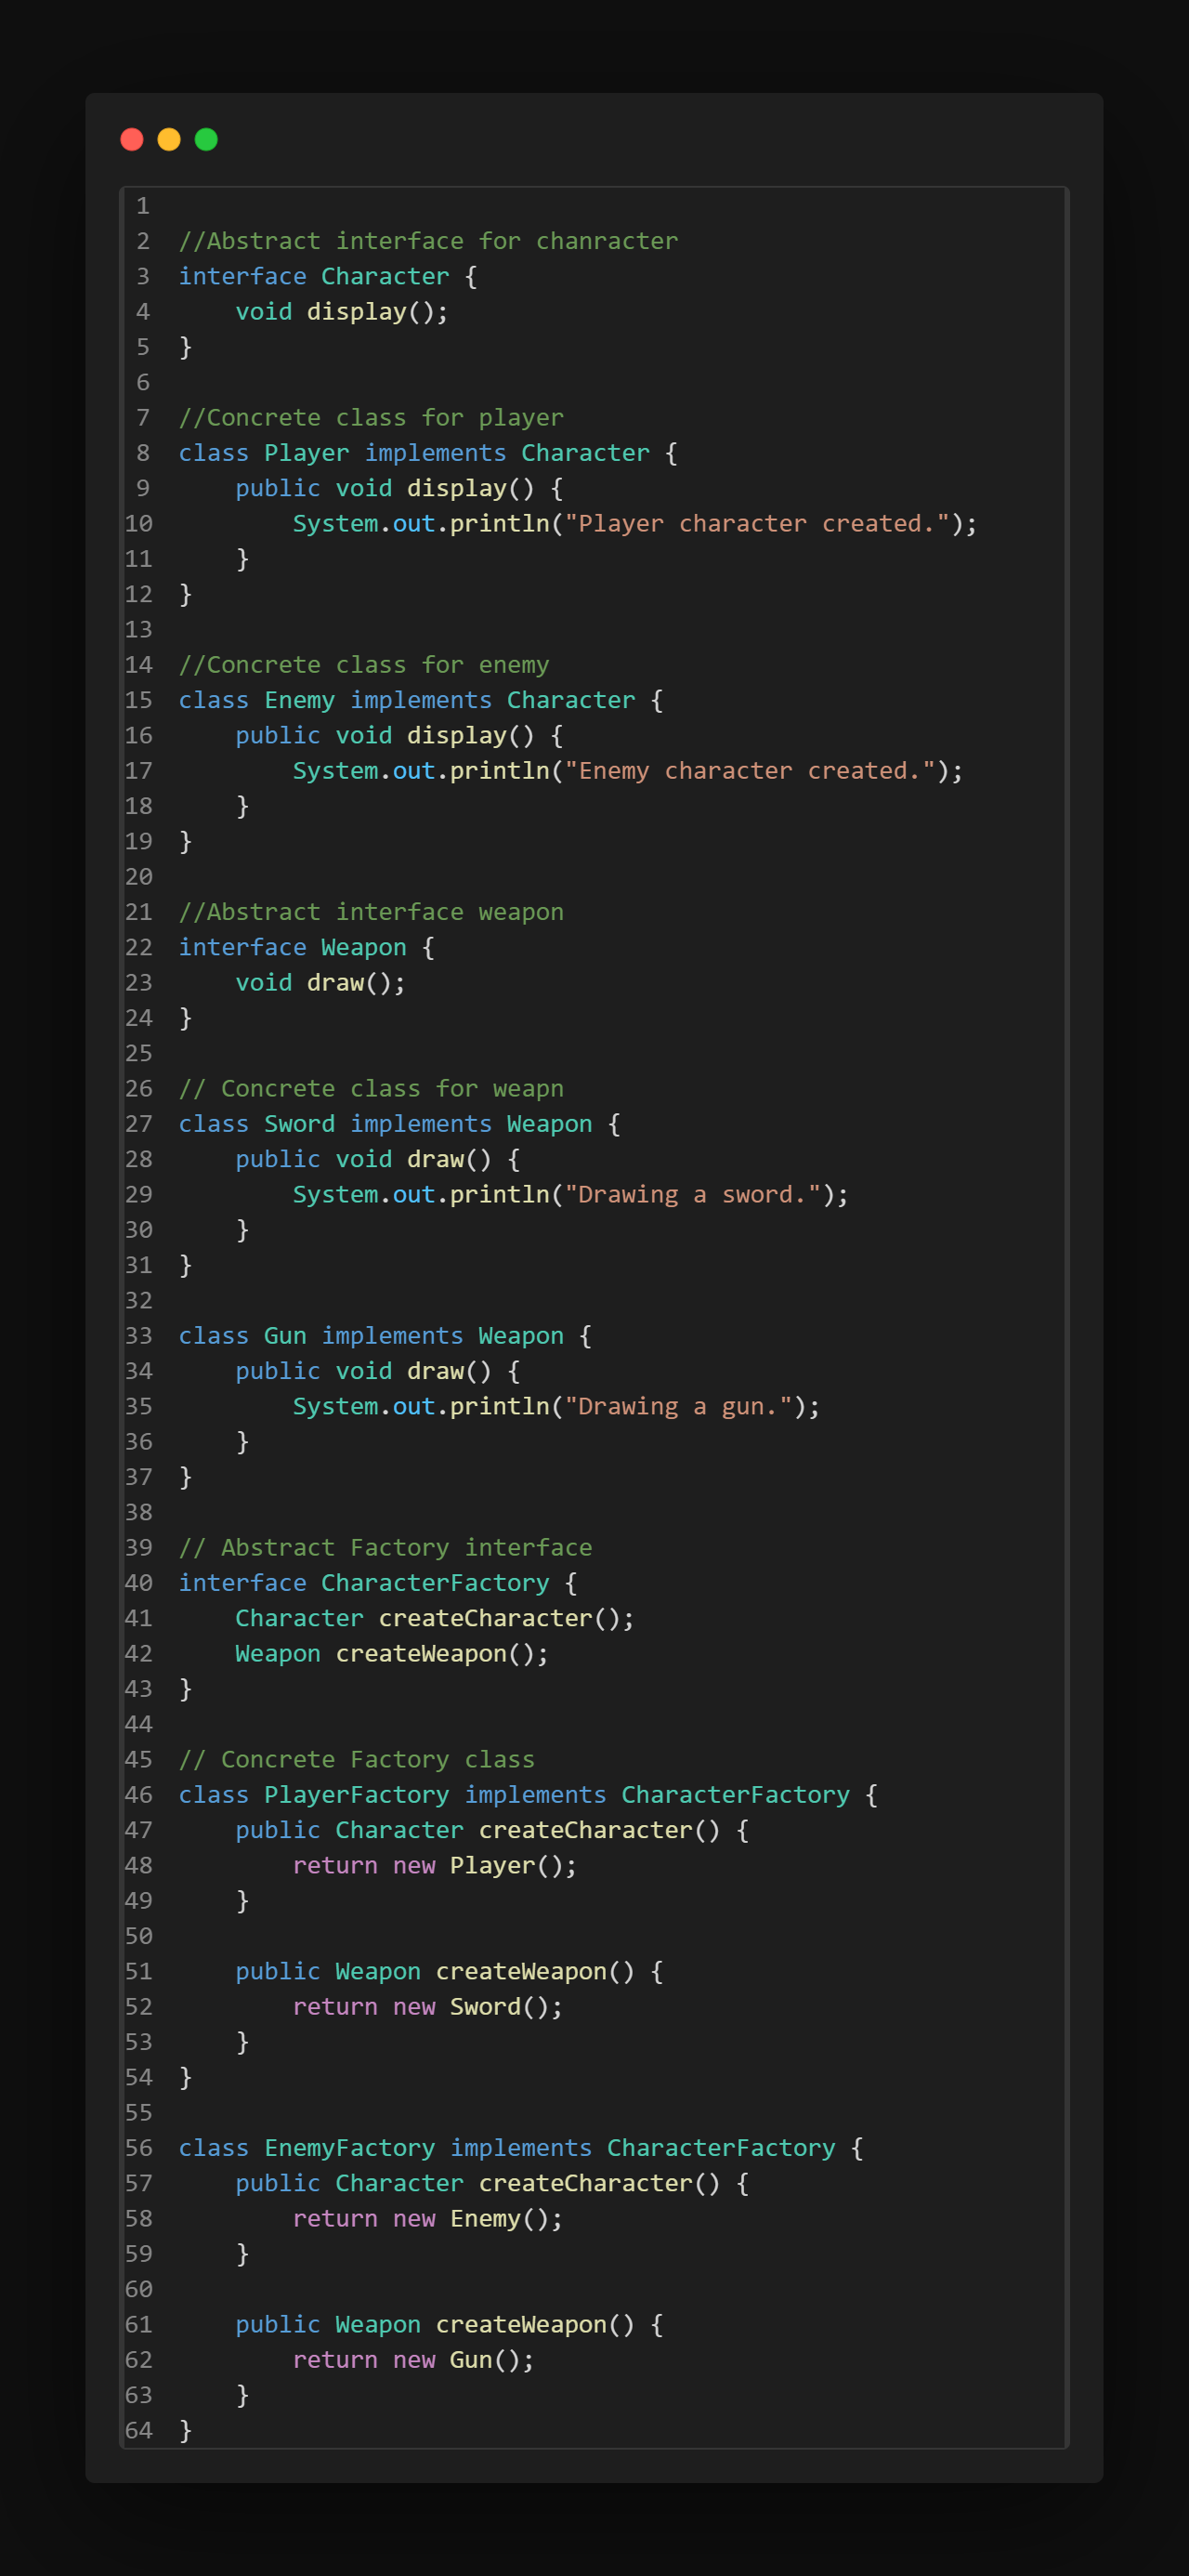 1
2 //Abstract interface for chanracter
3 interface Character {
4     void display();
5 }
6
7 //Concrete class for player
8 class Player implements Character {
9     public void display() {
10         System.out.println("Player character created.");
11     }
12 }
13
14 //Concrete class for enemy
15 class Enemy implements Character {
16     public void display() {
17         System.out.println("Enemy character created.");
18     }
19 }
20
21 //Abstract interface weapon
22 interface Weapon {
23     void draw();
24 }
25
26 // Concrete class for weapn
27 class Sword implements Weapon {
28     public void draw() {
29         System.out.println("Drawing a sword.");
30     }
31 }
32
33 class Gun implements Weapon {
34     public void draw() {
35         System.out.println("Drawing a gun.");
36     }
37 }
38
39 // Abstract Factory interface
40 interface CharacterFactory {
41     Character createCharacter();
42     Weapon createWeapon();
43 }
44
45 // Concrete Factory class
46 class PlayerFactory implements CharacterFactory {
47     public Character createCharacter() {
48         return new Player();
49     }
50
51     public Weapon createWeapon() {
52         return new Sword();
53     }
54 }
55
56 class EnemyFactory implements CharacterFactory {
57     public Character createCharacter() {
58         return new Enemy();
59     }
60
61     public Weapon createWeapon() {
62         return new Gun();
63     }
64 }